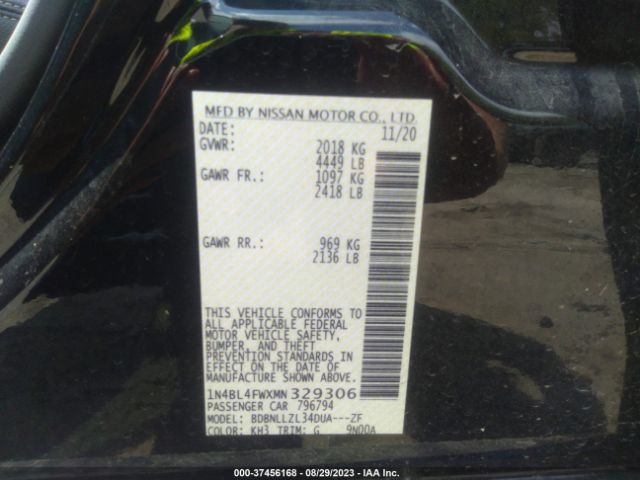 MFD BY NISSAN MOTOR CO., LTD
DATE: 11/20
GVWR: 2018 KG
4449 LB
GAWR FR.: 1097 KG
2418 LB
GAWR RR.: 969 KG
2136 LB
THIS VEHICLE CONFORMS TO
ALL APPLICABLE FEDERAL
MOTOR VEHICLE SAFETY,
BUMPER, AND THEFT
PREVENTION STANDARDS IN
EFFECT ON THE DATE OF
MANUFACTURE SHOWN ABOVE.
1N4BL4FWXMN329306
PASSENGER CAR 796794
MODEL: BDBNLLZL34DUA---ZF
COLOR: KH3 TRIM: G 9N00A
000-37456168 - 08/29/2023 - IAA Inc.